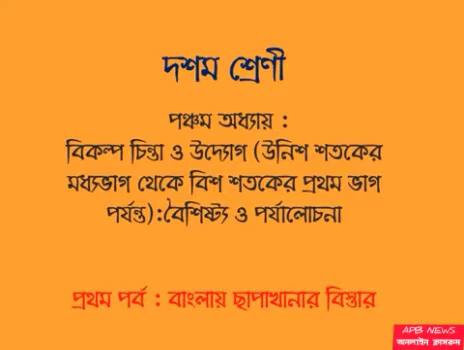 দশম শ্রেণী
পঞ্চম অধ্যায় :
বিকল্প চিন্তা ও উদ্যোগ (উনিশ শতকের
মধ্যভাগ থেকে বিশ শতকের প্রথম ভাগ
পর্যন্ত):বৈশিষ্ট্য ও পর্যালোচনা
প্রথম পর্ব : বাংলায় ছাপাখানার বিস্তার
APB NEWS
অনলাইন ক্লাসরুম